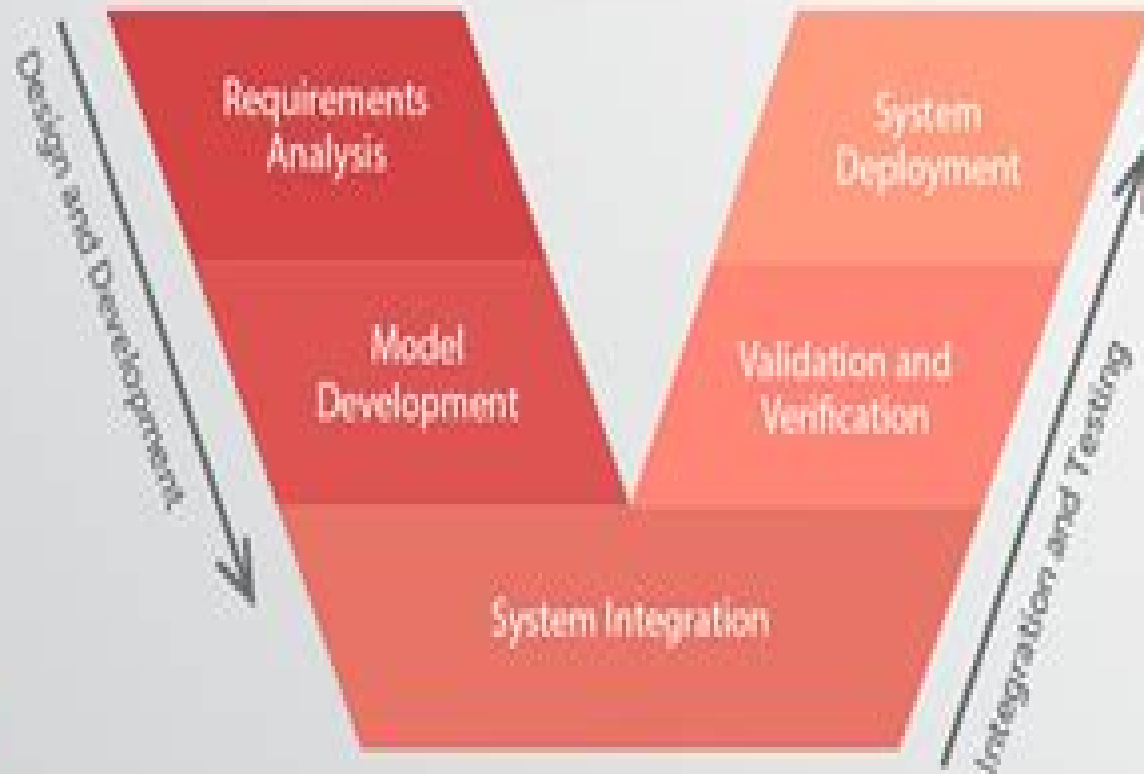 Design and Development
Requirements
Analysis
Model
Development
System Integration
Validation and
Verification
System
Deployment
Integration and Testing